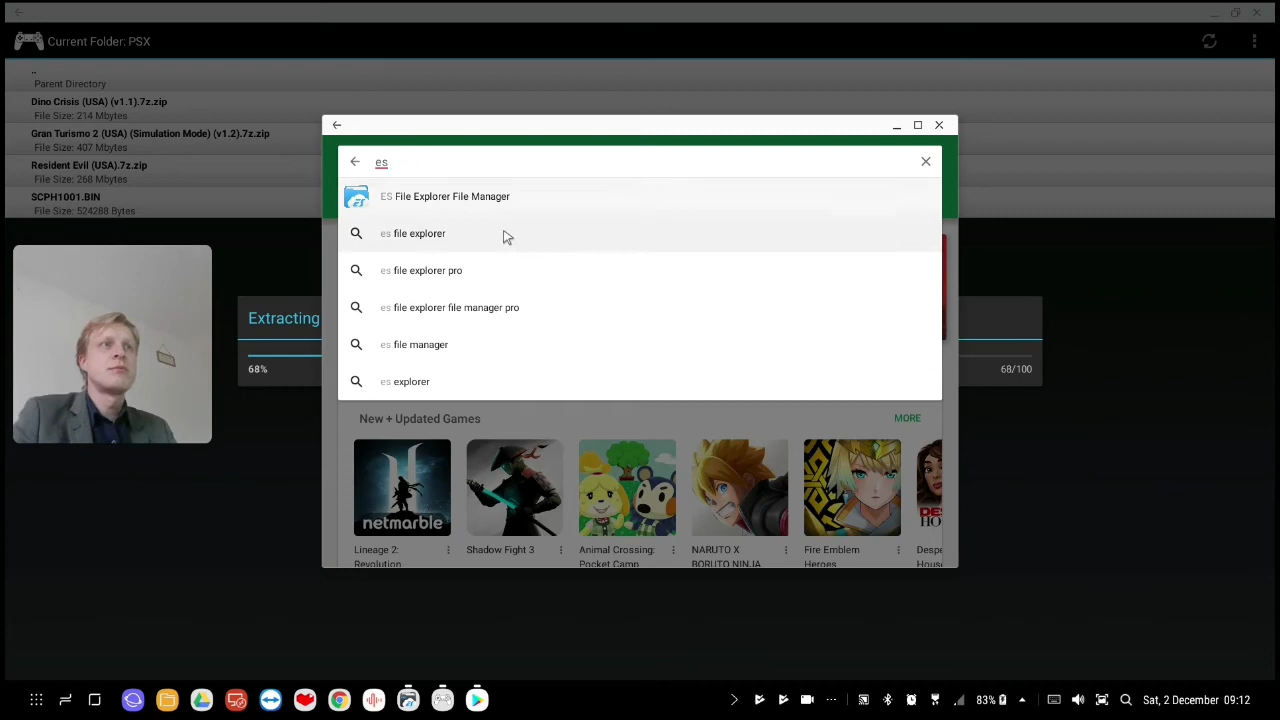 Current Folder: PSX
..
Parent Directory
Dino Crisis (USA) (v1.1).7z.zip
File Size: 214 Mbytes
Gran Turismo 2 (USA) (Simulation Mode) (v1.2).7z.zip
File Size: 407 Mbytes
Resident Evil (USA).7z.zip
File Size: 268 Mbytes
SCPH1001.BIN
File Size: 524288 Bytes
es
ES File Explorer File Manager
es file explorer
es file explorer pro
es file explorer file manager pro
es file manager
es explorer
Extracting
68%
68/100
New + Updated Games
MORE
netmarble
Lineage 2:
Revolution
Shadow Fight 3
Animal Crossing:
Pocket Camp
NARUTO X
BORUTO NINJA
Fire Emblem
Heroes
Despe
House
83%
Sat, 2 December
09:12